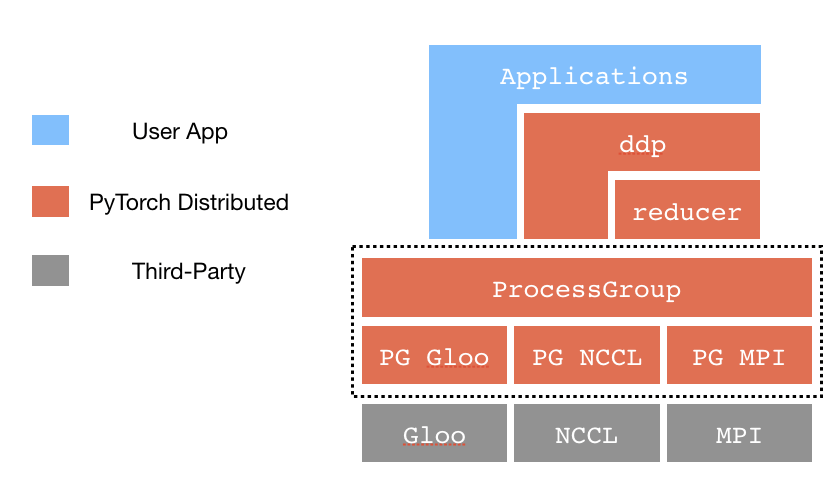 Applications
User App
ddp
PyTorch Distributed
reducer
Third-Party
ProcessGroup
PG Gloo
PG NCCL
PG MPI
Gloo
NCCL
MPI